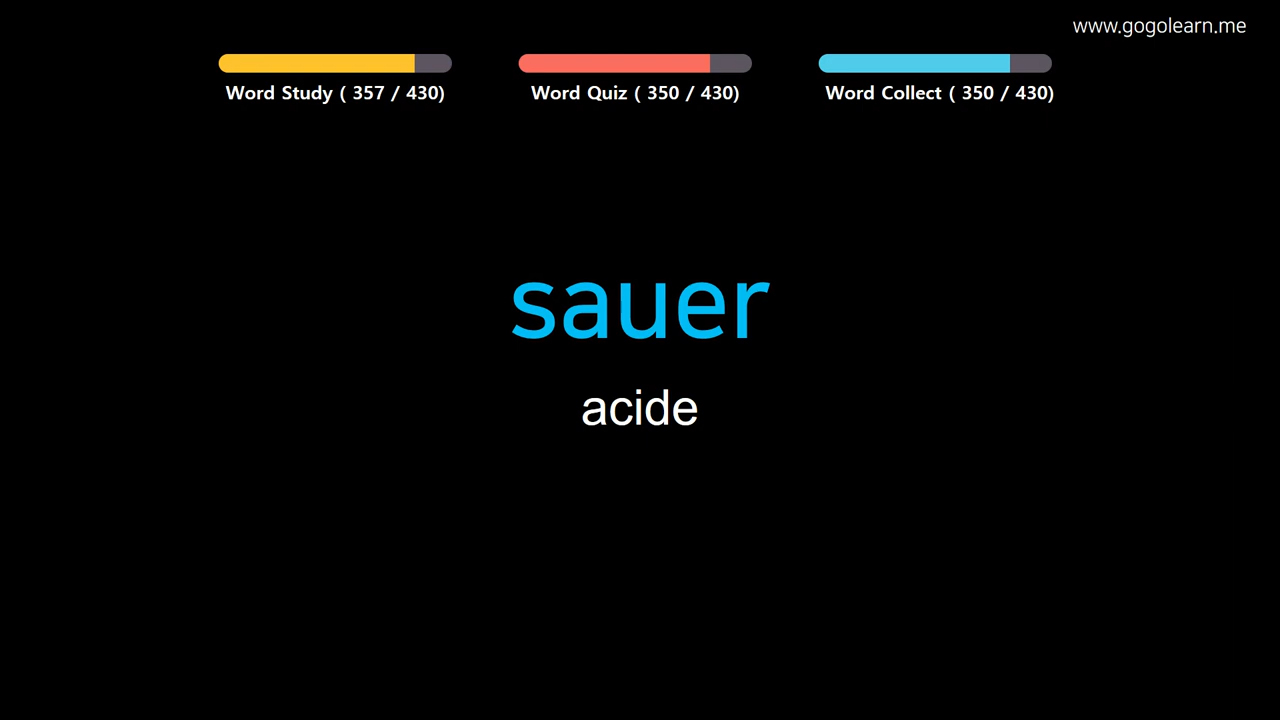 www.gogolearn.me
Word Study ( 357 / 430)
Word Quiz ( 350 / 430)
Word Collect ( 350 / 430)
sauer
acide